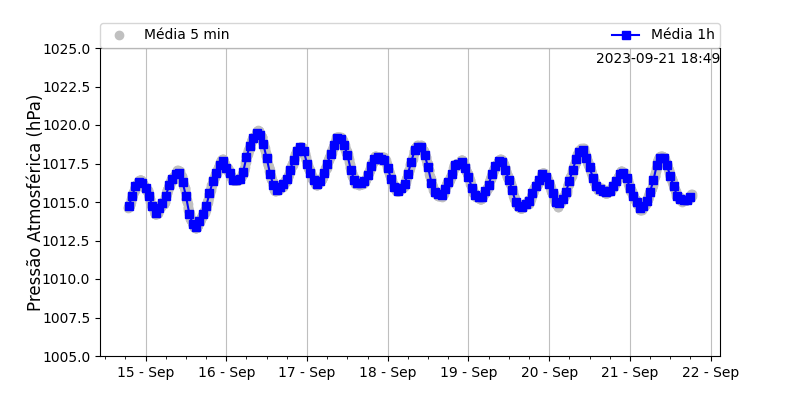 Média 5 min
Média 1h
2023-09-21 18:49
Pressão Atmosférica (hPa)
1025.0
1022.5
1020.0
1017.5
1015.0
1012.5
1010.0
1007.5
1005.0
15 - Sep
16 - Sep
17 - Sep
18 - Sep
19 - Sep
20 - Sep
21 - Sep
22 - Sep